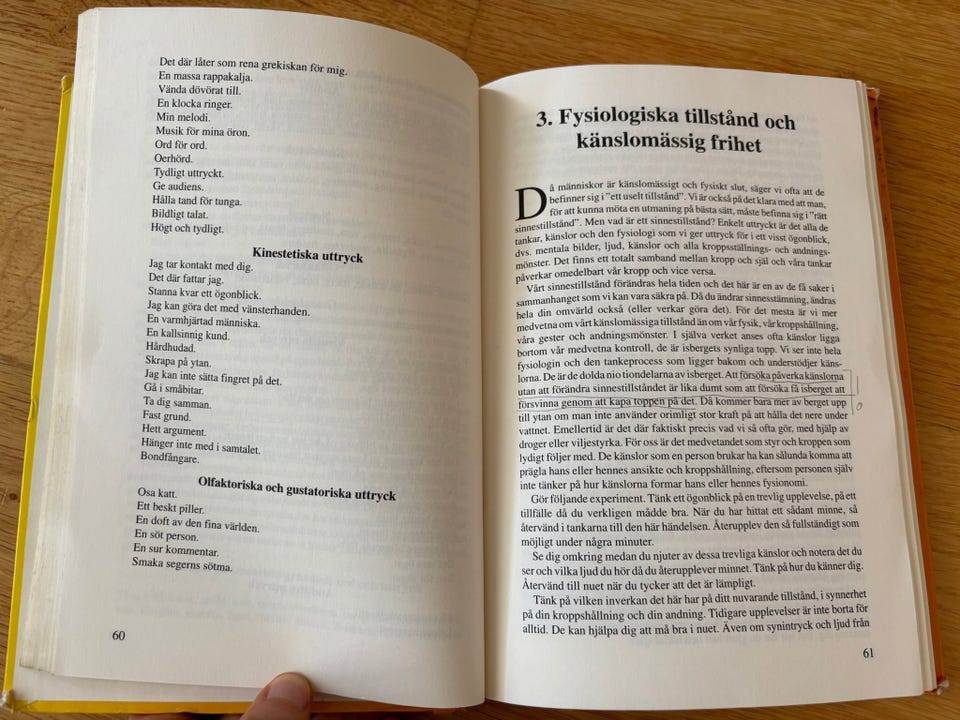 Det där låter som rena grekiskan för mig.
En massa rappakalja.
Vända dövörat till.
En klocka ringer.
Min melodi.
Musik för mina öron.
Ord för ord.
Oerhörd.
Tydligt uttryckt.
Ge audiens.
Hålla tand för tunga.
Bildligt talat.
Högt och tydligt.
Kinestetiska uttryck
Jag tar kontakt med dig.
Det där fattar jag.
Stanna kvar ett ögonblick.
Jag kan göra det med vänsterhanden.
En varmhjärtad människa.
En kallsinnig kund.
Hårdhudad.
Skrapa på ytan.
Jag kan inte sätta fingret på det.
Gå i småbitar.
Ta dig samman.
Fast grund.
Hett argument.
Hänger inte med i samtalet.
Bondfångare.
Olfaktoriska och gustatoriska uttryck
Osa katt.
Ett beskt piller.
En doft av den fina världen.
En söt person.
En sur kommentar.
Smaka segerns sötma.
60
3. Fysiologiska tillstånd och
känslomässig frihet
Då människor är känslomässigt och fysiskt slut, säger vi ofta att de
befinner sig i "ett uselt tillstånd". Vi är också på det klara med att man,
för att kunna möta en utmaning på bästa sätt, måste befinna sig i "rätt
sinnestillstånd". Men vad är ett sinnestillstånd? Enkelt uttryckt är det alla de
tankar, känslor och den fysiologi som vi ger uttryck för i ett visst ögonblick,
dvs. mentala bilder, ljud, känslor och alla kroppsställnings- och andnings-
mönster. Det finns ett totalt samband mellan kropp och själ och våra tankar
påverkar omedelbart vår kropp och vice versa.
Vårt sinnestillstånd förändras hela tiden och det här är en av de få saker i
sammanhanget som vi kan vara säkra på. Då du ändrar sinnesstämning, ändras
hela din omvärld också (eller verkar göra det). För det mesta är vi mer
medvetna om vårt känslomässiga tillstånd än om vår fysik, vår kroppshållning,
våra gester och andningsmönster. I själva verket anses ofta känslor ligga
bortom vår medvetna kontroll, de är isbergets synliga topp. Vi ser inte hela
fysiologin och den tankeprocess som ligger bakom och understödjer käns-
lorna. De är de dolda nio tiondelarna av isberget. Att försöka påverka känslorna
utan att förändra sinnestillståndet är lika dumt som att försöka få isberget att
försvinna genom att kapa toppen på det. Då kommer bara mer av berget upp
till ytan om man inte använder orimligt stor kraft på att hålla det nere under
vattnet. Emellertid är det där faktiskt precis vad vi så ofta gör, med hjälp av
droger eller viljestyrka. För oss är det medvetandet som styr och kroppen som
lydigt följer med. De känslor som en person brukar ha kan sålunda komma att
prägla hans eller hennes ansikte och kroppshållning, eftersom personen själv
inte tänker på hur känslorna formar hans eller hennes fysionomi.
Gör följande experiment. Tänk ett ögonblick på en trevlig upplevelse, på ett
tillfälle då du verkligen mådde bra. När du har hittat ett sådant minne, så
återvänd i tankarna till den här händelsen. Återupplev den så fullständigt som
möjligt under några minuter.
Se dig omkring medan du njuter av dessa trevliga känslor och notera det du
ser och vilka ljud du hör då du återupplever minnet. Tänk på hur du känner dig.
Återvänd till nuet när du tycker att det är lämpligt.
Tänk på vilken inverkan det här har på ditt nuvarande tillstånd, i synnerhet
på din kroppshållning och din andning. Tidigare upplevelser är inte borta för
alltid. De kan hjälpa dig att må bra i nuet. Även om synintryck och ljud från
61